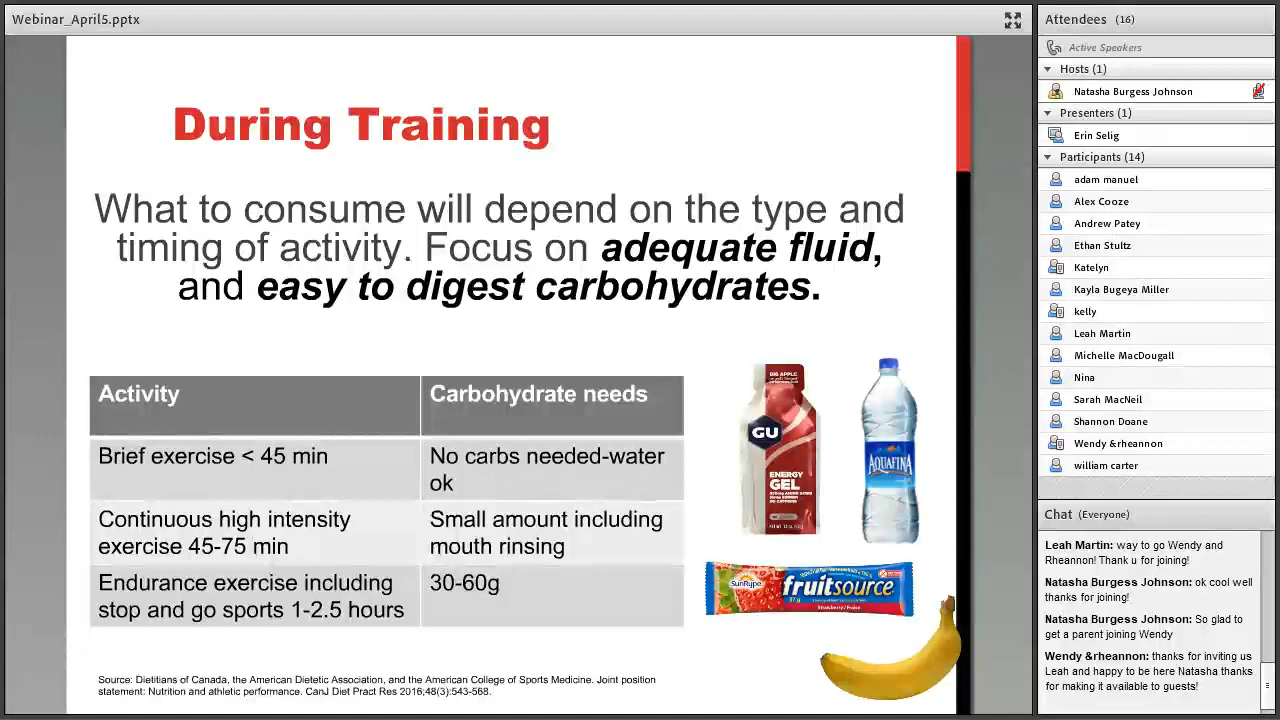 Webinar_April5.pptx
During Training
What to consume will depend on the type and
timing of activity. Focus on adequate fluid,
and easy to digest carbohydrates.
Activity
Carbohydrate needs
Brief exercise < 45 min
No carbs needed-water
ok
Continuous high intensity
exercise 45-75 min
Small amount including
mouth rinsing
Endurance exercise including
stop and go sports 1-2.5 hours
30-60g
BIG APPLE
GU
ENERGY
GEL
AQUAFINA
SunRype
fruitsource
Source: Dietitians of Canada, the American Dietetic Association, and the American College of Sports Medicine. Joint position
statement: Nutrition and athletic performance. CanJ Diet Pract Res 2016;48(3):543-568.
Attendees (16)
Active Speakers
Hosts (1)
Natasha Burgess Johnson
Presenters (1)
Erin Selig
Participants (14)
adam manuel
Alex Cooze
Andrew Patey
Ethan Stultz
Katelyn
Kayla Bugeya Miller
kelly
Leah Martin
Michelle MacDougall
Nina
Sarah MacNeil
Shannon Doane
Wendy &rheannon
william carter
Chat (Everyone)
Leah Martin: way to go Wendy and
Rheannon! Thank u for joining!
Natasha Burgess Johnson: ok cool well
thanks for joining!
Natasha Burgess Johnson: So glad to
get a parent joining Wendy
Wendy &rheannon: thanks for inviting us
Leah and happy to be here Natasha thanks
for making it available to guests!